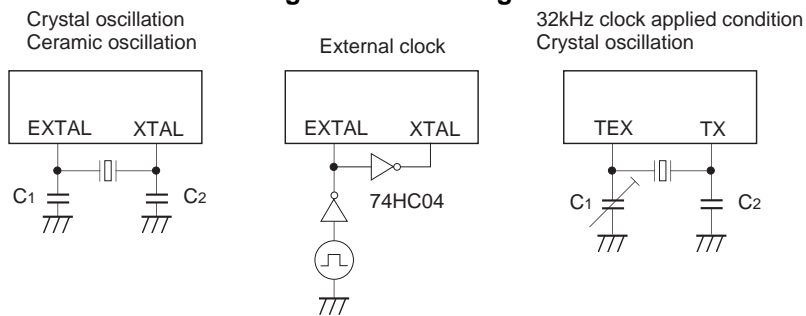 Crystal oscillation
Ceramic oscillation
EXTAL XTAL
C1 C2
External clock
EXTAL XTAL
74HC04
32kHz clock applied condition
Crystal oscillation
TEX TX
C1 C2